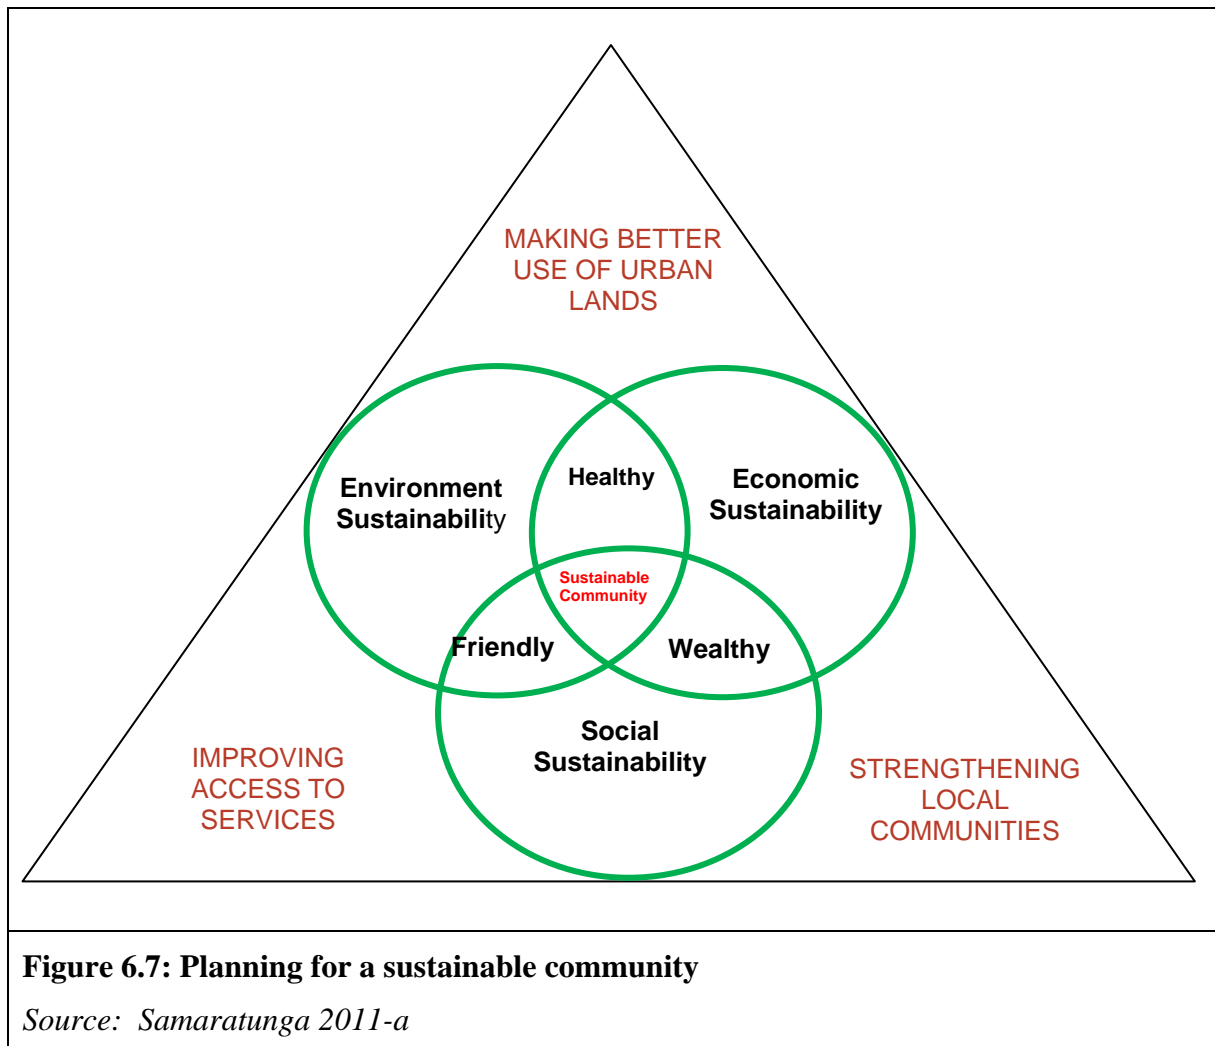 MAKING BETTER
USE OF URBAN
LANDS
Environment
Sustainability
Healthy
Economic
Sustainability
Sustainable
Community
Friendly
Wealthy
Social
Sustainability
IMPROVING
ACCESS TO
SERVICES
STRENGTHENING
LOCAL
COMMUNITIES
Figure 6.7: Planning for a sustainable community
Source: Samaratunga 2011-a